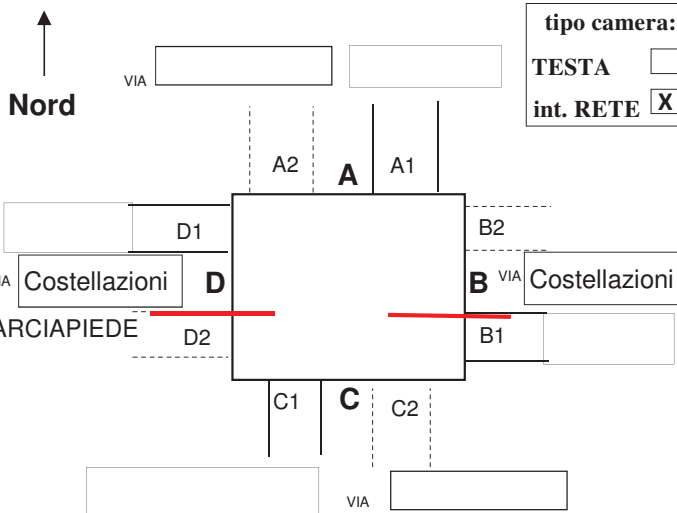 tipo camera:
VIA
TESTA
Nord
int. RETE X
A2
A
A1
D1
B2
Costellazioni
D
B
VIA
Costellazioni
ARCIAPIEDE
D2
B1
C1
C
C2
VIA